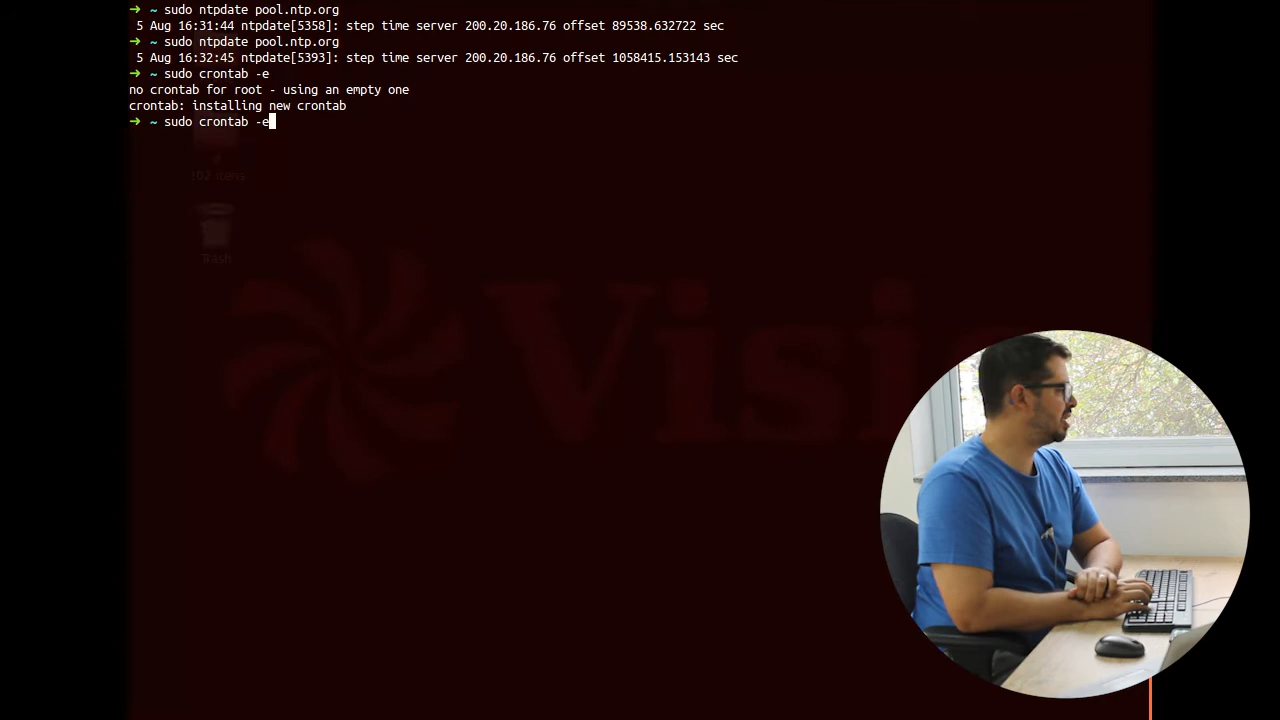 ➜ ~ sudo ntpdate pool.ntp.org
5 Aug 16:31:44 ntpdate[5358]: step time server 200.20.186.76 offset 89538.632722 sec
➜ ~ sudo ntpdate pool.ntp.org
5 Aug 16:32:45 ntpdate[5393]: step time server 200.20.186.76 offset 1058415.153143 sec
➜ ~ sudo crontab -e
no crontab for root - using an empty one
crontab: installing new crontab
➜ ~ sudo crontab -e
Trash